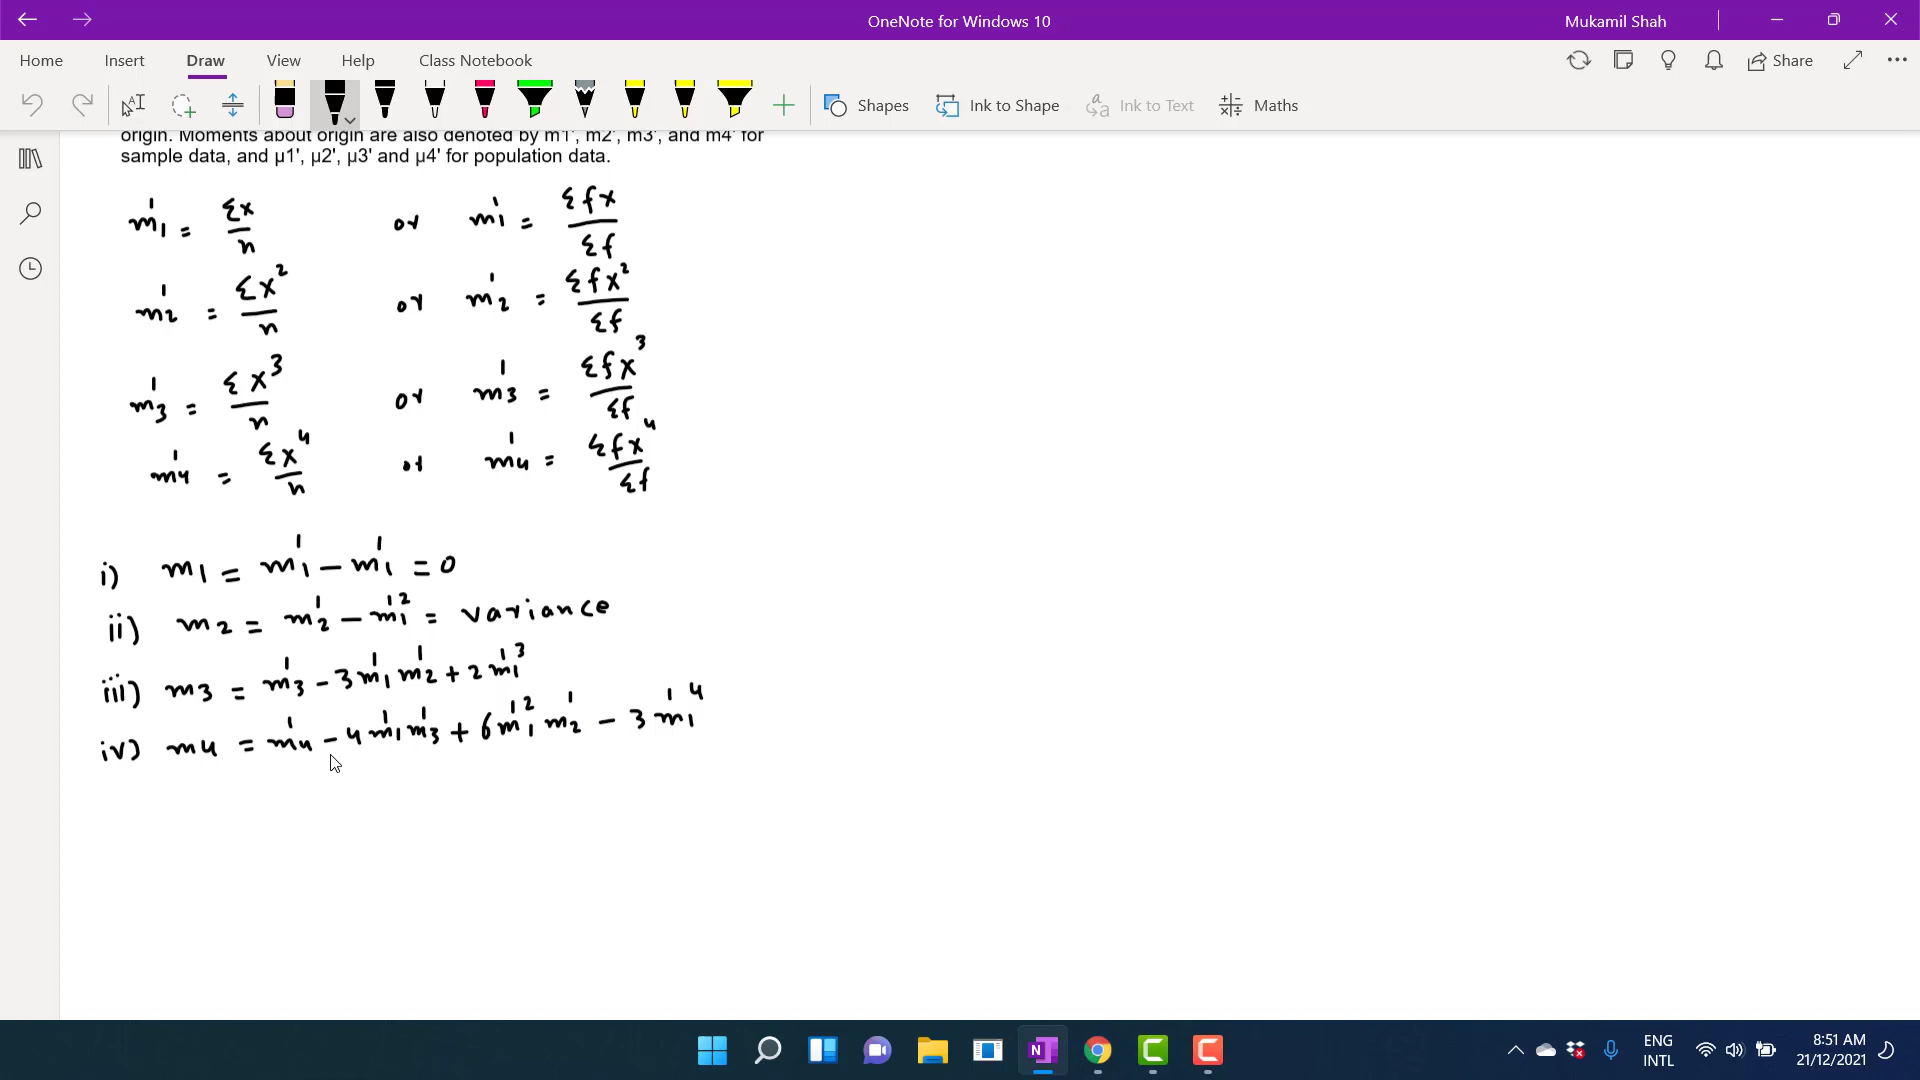 OneNote for Windows 10
Mukamil Shah
Home Insert Draw View Help Class Notebook
Share
Shapes Ink to Shape Ink to Text Maths
origin. Moments about origin are also denoted by m1', m2', m3', and m4' for
sample data, and µ1', µ2', µ3' and µ4' for population data.
m₁' = Σx/n or m₁' = Σfx/Σf
m₂' = Σx²/n or m₂' = Σfx²/Σf
m₃' = Σx³/n or m₃' = Σfx³/Σf
m₄' = Σx⁴/n or m₄' = Σfx⁴/Σf
i) m₁ = m₁' − m₁' = 0
ii) m₂ = m₂' − m₁'² = variance
iii) m₃ = m₃' − 3m₁'m₂' + 2m₁'³
iv) m₄ = m₄' − 4m₁'m₃' + 6m₁'²m₂' − 3m₁'⁴
ENG
INTL
8:51 AM
21/12/2021